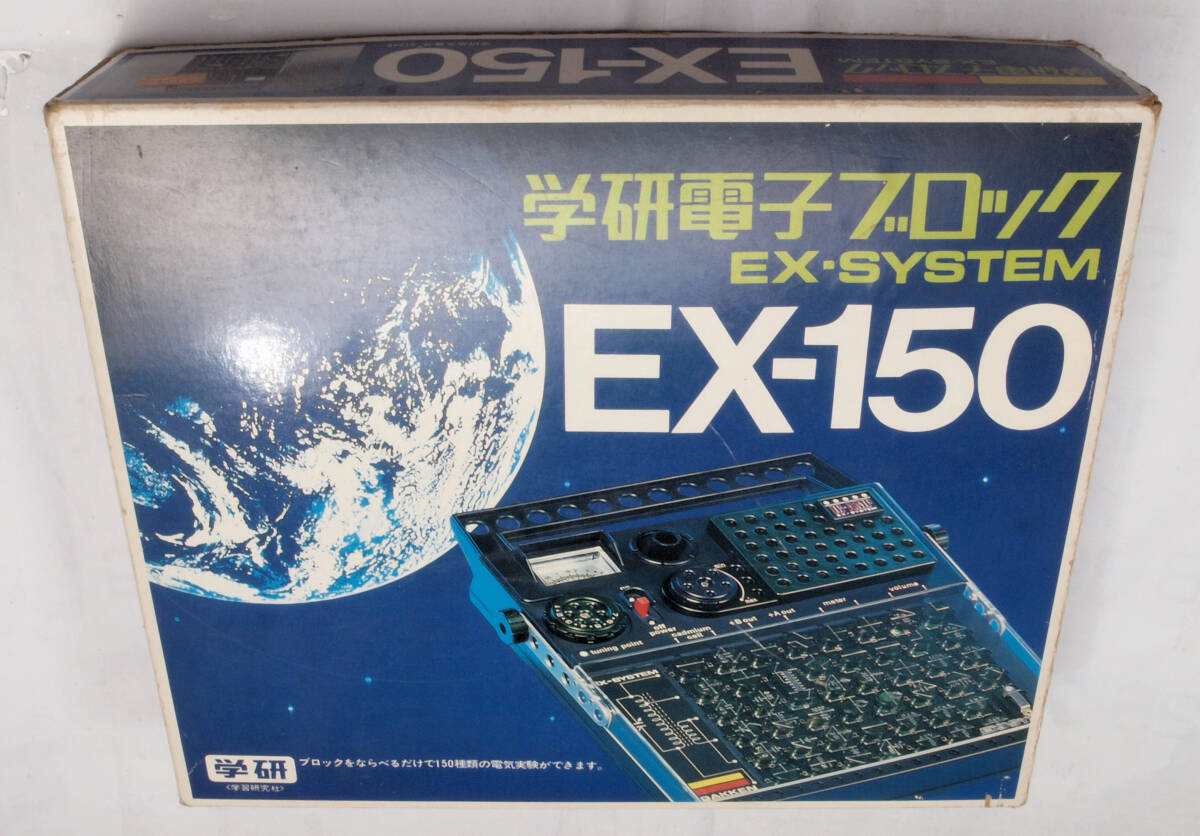 EX-150
EX-SYSTEM
学研電子ブロック
EX·SYSTEM
EX-150
off
power
cadmium
cell
+B out
+A out
meter
volume
tuning point
EX-SYSTEM
GAKKEN
学研
〈学習研究社〉
ブロックをならべるだけで150種類の電気実験ができます。